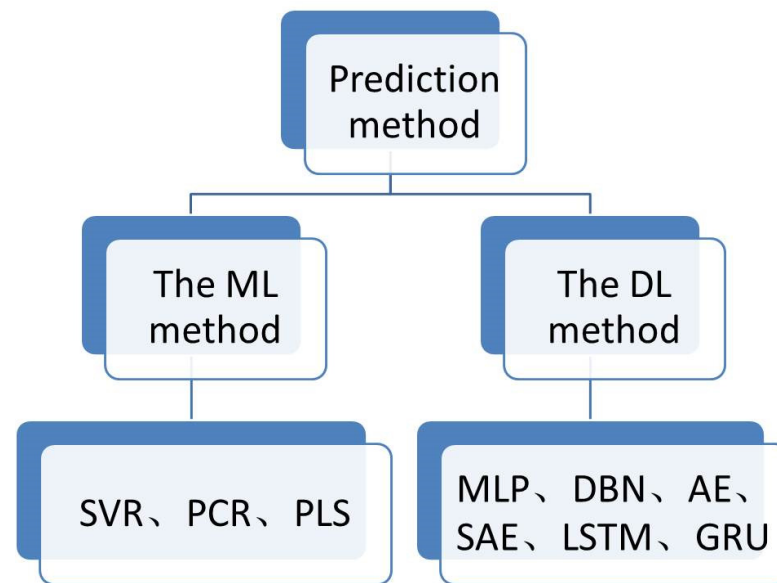 Prediction
method
The ML
method
The DL
method
SVR、PCR、PLS
MLP、DBN、AE、
SAE、LSTM、GRU